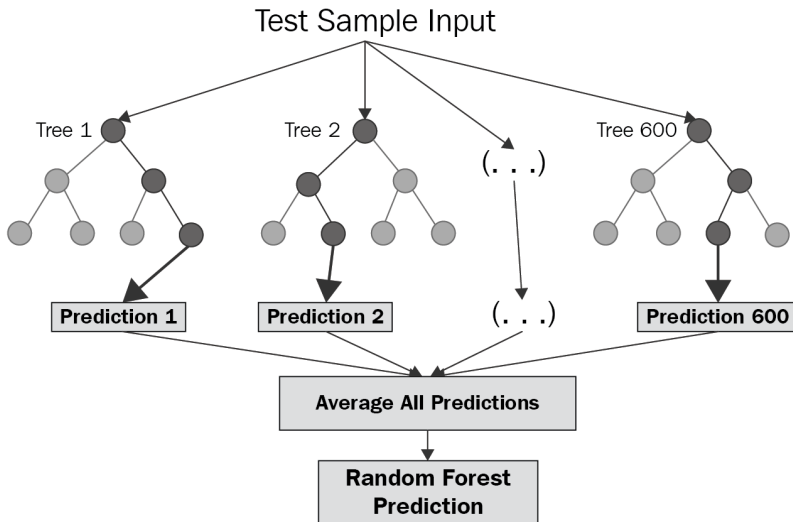 Test Sample Input
Tree 1
Tree 2
Tree 600
(. . .)
Prediction 1
Prediction 2
(. . .)
Prediction 600
Average All Predictions
Random Forest
Prediction